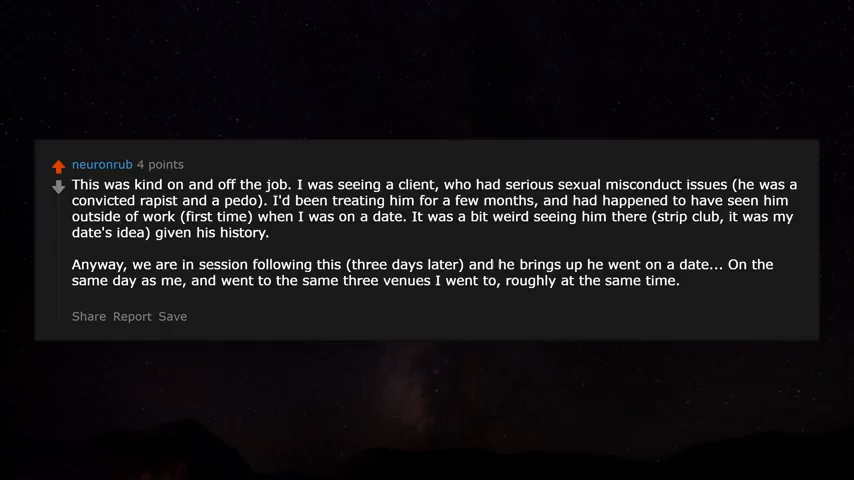 neuronrub 4 points
This was kind on and off the job. I was seeing a client, who had serious sexual misconduct issues (he was a
convicted rapist and a pedo). I'd been treating him for a few months, and had happened to have seen him
outside of work (first time) when I was on a date. It was a bit weird seeing him there (strip club, it was my
date's idea) given his history.
Anyway, we are in session following this (three days later) and he brings up he went on a date... On the
same day as me, and went to the same three venues I went to, roughly at the same time.
Share Report Save